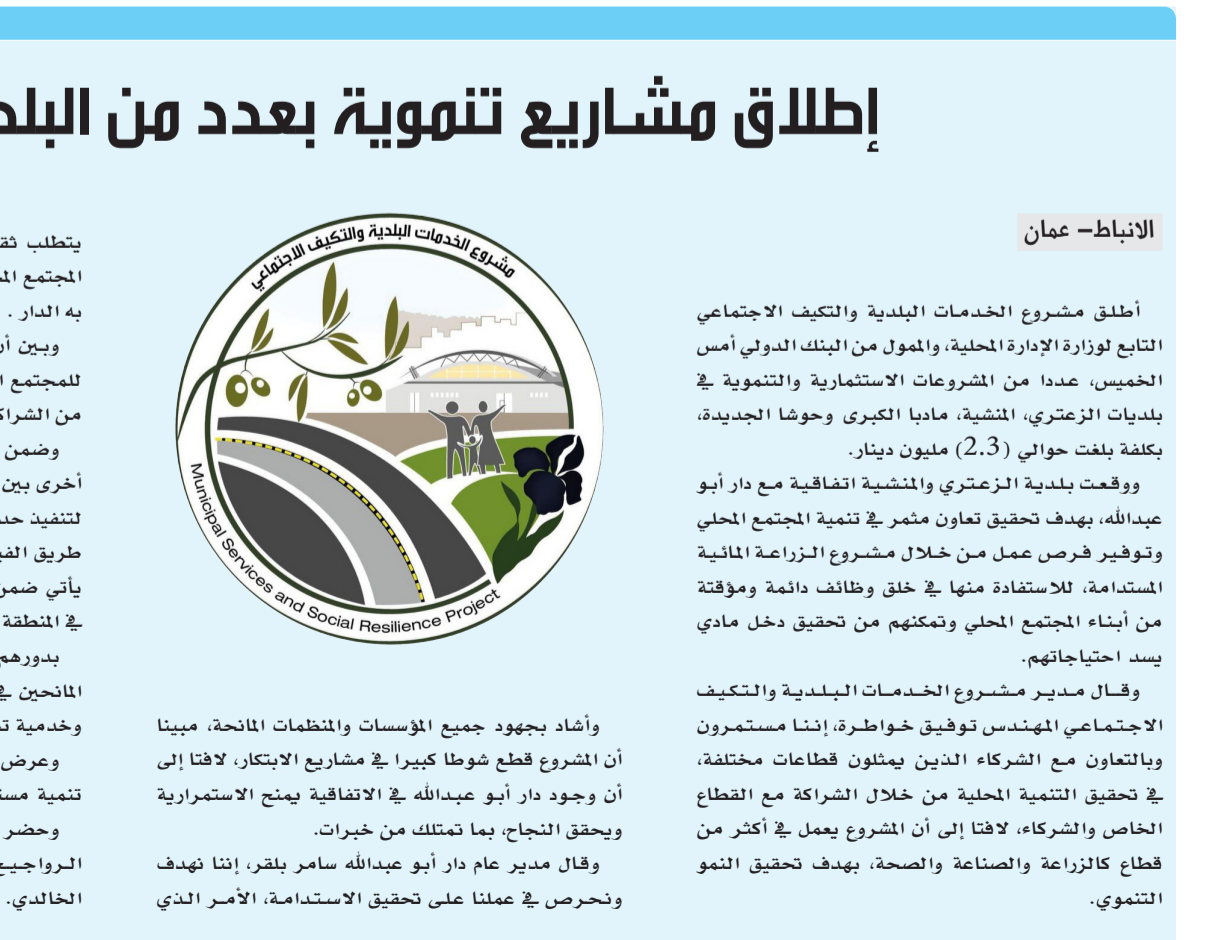 إطلاق مشاريع تنموية بعدد من
الانباط– عمان
أطلق مشروع الخدمات البلدية والتكيف الاجتماعي
التابع لوزارة الإدارة المحلية، والممول من البنك الدولي أمس
الخميس، عددا من المشروعات الاستثمارية والتنموية في
بلديات الزعتري، المنشية، مادبا الكبرى وحوشا الجديدة،
بكلفة بلغت حوالي (2.3) مليون دينار.
ووقعت بلدية الزعتري والمنشية اتفاقية مع دار أبو
عبدالله، بهدف تحقيق تعاون مثمر في تنمية المجتمع المحلي
وتوفير فرص عمل من خلال مشروع الزراعة المائية
المستدامة، للاستفادة منها في خلق وظائف دائمة ومؤقتة
من أبناء المجتمع المحلي وتمكنهم من تحقيق دخل مادي
يسد احتياجاتهم.
وقال مدير مشروع الخدمات البلدية والتكيف
الاجتماعي المهندس توفيق خواطرة، إننا مستمرون
وبالتعاون مع الشركاء الذين يمثلون قطاعات مختلفة،
في تحقيق التنمية المحلية من خلال الشراكة مع القطاع
الخاص والشركاء، لافتا إلى أن المشروع يعمل في أكثر من
قطاع كالزراعة والصناعة والصحة، بهدف تحقيق النمو
التنموي.
مشروع الخدمات البلدية والتكيف الاجتماعي
Municipal Services and Social Resilience Project
وأشاد بجهود جميع المؤسسات والمنظمات المانحة، مبينا
أن المشروع قطع شوطا كبيرا في مشاريع الابتكار، لافتا إلى
أن وجود دار أبو عبدالله في الاتفاقية يمنح الاستمرارية
ويحقق النجاح، بما تمتلك من خبرات.
وقال مدير عام دار أبو عبدالله سامر بلقر، إننا نهدف
ونحرص في عملنا على تحقيق الاستدامة، الأمر الذي
يتطلب
المجتمع
به الدار .
وبين
للمجتمع
من
وضمن
أخرى بين
لتنفيذ
طريق
يأتي ضمن
في المنطقة
بدورهم
المانحين في
وخدمية
وعرض
تنمية
وحضر
الرواجيع
الخالدي.